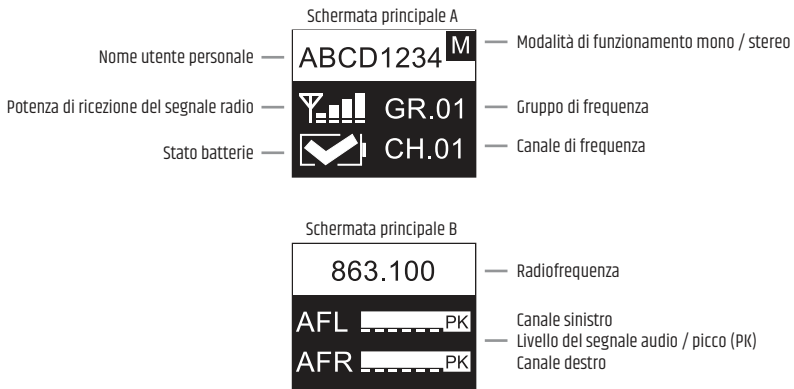 Schermata principale A
Nome utente personale
ABCD1234 M
Modalità di funzionamento mono / stereo
Potenza di ricezione del segnale radio
GR.01
Gruppo di frequenza
Stato batterie
CH.01
Canale di frequenza
Schermata principale B
863.100
Radiofrequenza
AFL PK
Canale sinistro
Livello del segnale audio / picco (PK)
AFR PK
Canale destro